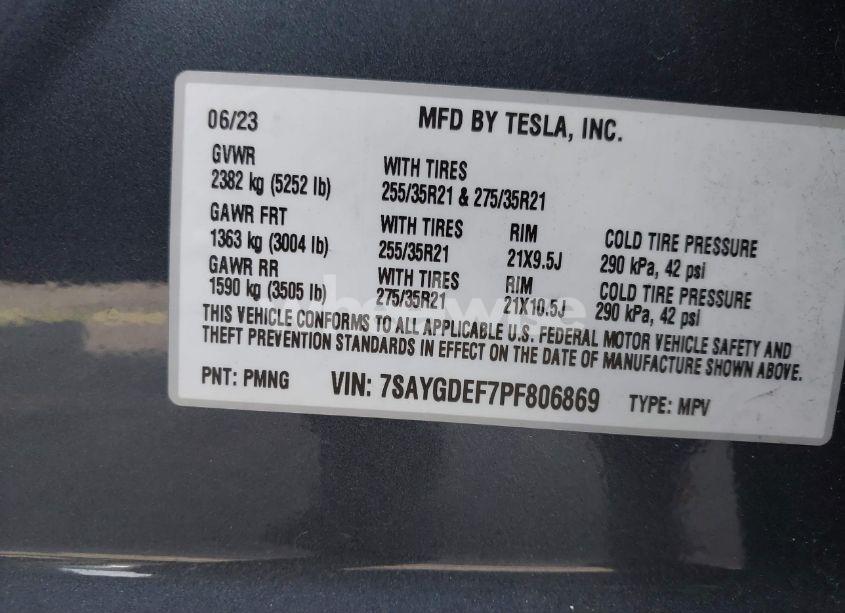 06/23 MFD BY TESLA, INC.
GVWR WITH TIRES
2382 kg (5252 lb) 255/35R21 & 275/35R21
GAWR FRT WITH TIRES RIM COLD TIRE PRESSURE
1363 kg (3004 lb) 255/35R21 21X9.5J 290 kPa, 42 psi
GAWR RR WITH TIRES RIM COLD TIRE PRESSURE
1590 kg (3505 lb) 275/35R21 21X10.5J 290 kPa, 42 psi
THIS VEHICLE CONFORMS TO ALL APPLICABLE U.S. FEDERAL MOTOR VEHICLE SAFETY AND
THEFT PREVENTION STANDARDS IN EFFECT ON THE DATE OF MANUFACTURE SHOWN ABOVE.
PNT: PMNG VIN: 7SAYGDEF7PF806869 TYPE: MPV